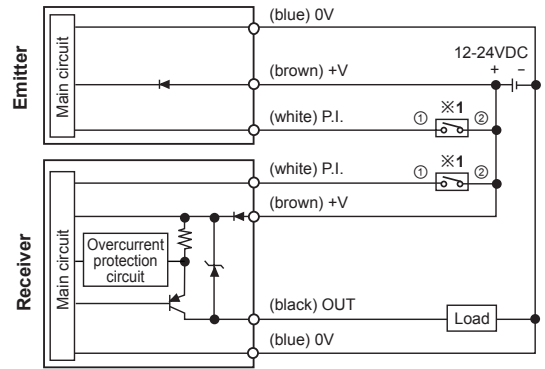 Emitter
Main circuit
(blue) 0V
12-24VDC
+ −
(brown) +V
(white) P.I.
① ※1 ②
Receiver
Main circuit
(white) P.I.
① ※1 ②
(brown) +V
Overcurrent
protection
circuit
(black) OUT
Load
(blue) 0V